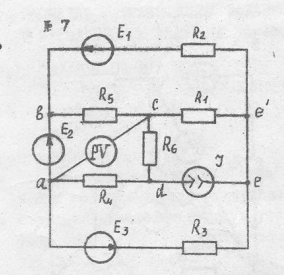 № 7
E1 R2
R5 c R1
в e'
E2
PV R6 J
a d e
R4
E3 R3